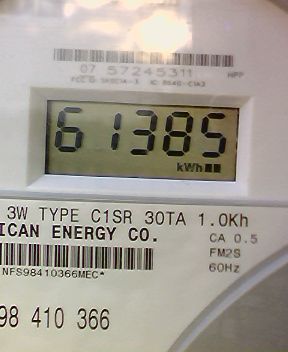 07 57245311 HPP
61385
kWh
3W TYPE C1SR 30TA 1.0Kh
ICAN ENERGY CO.
CA 0.5
FM2S
60Hz
NFS98410366MEC*
98 410 366